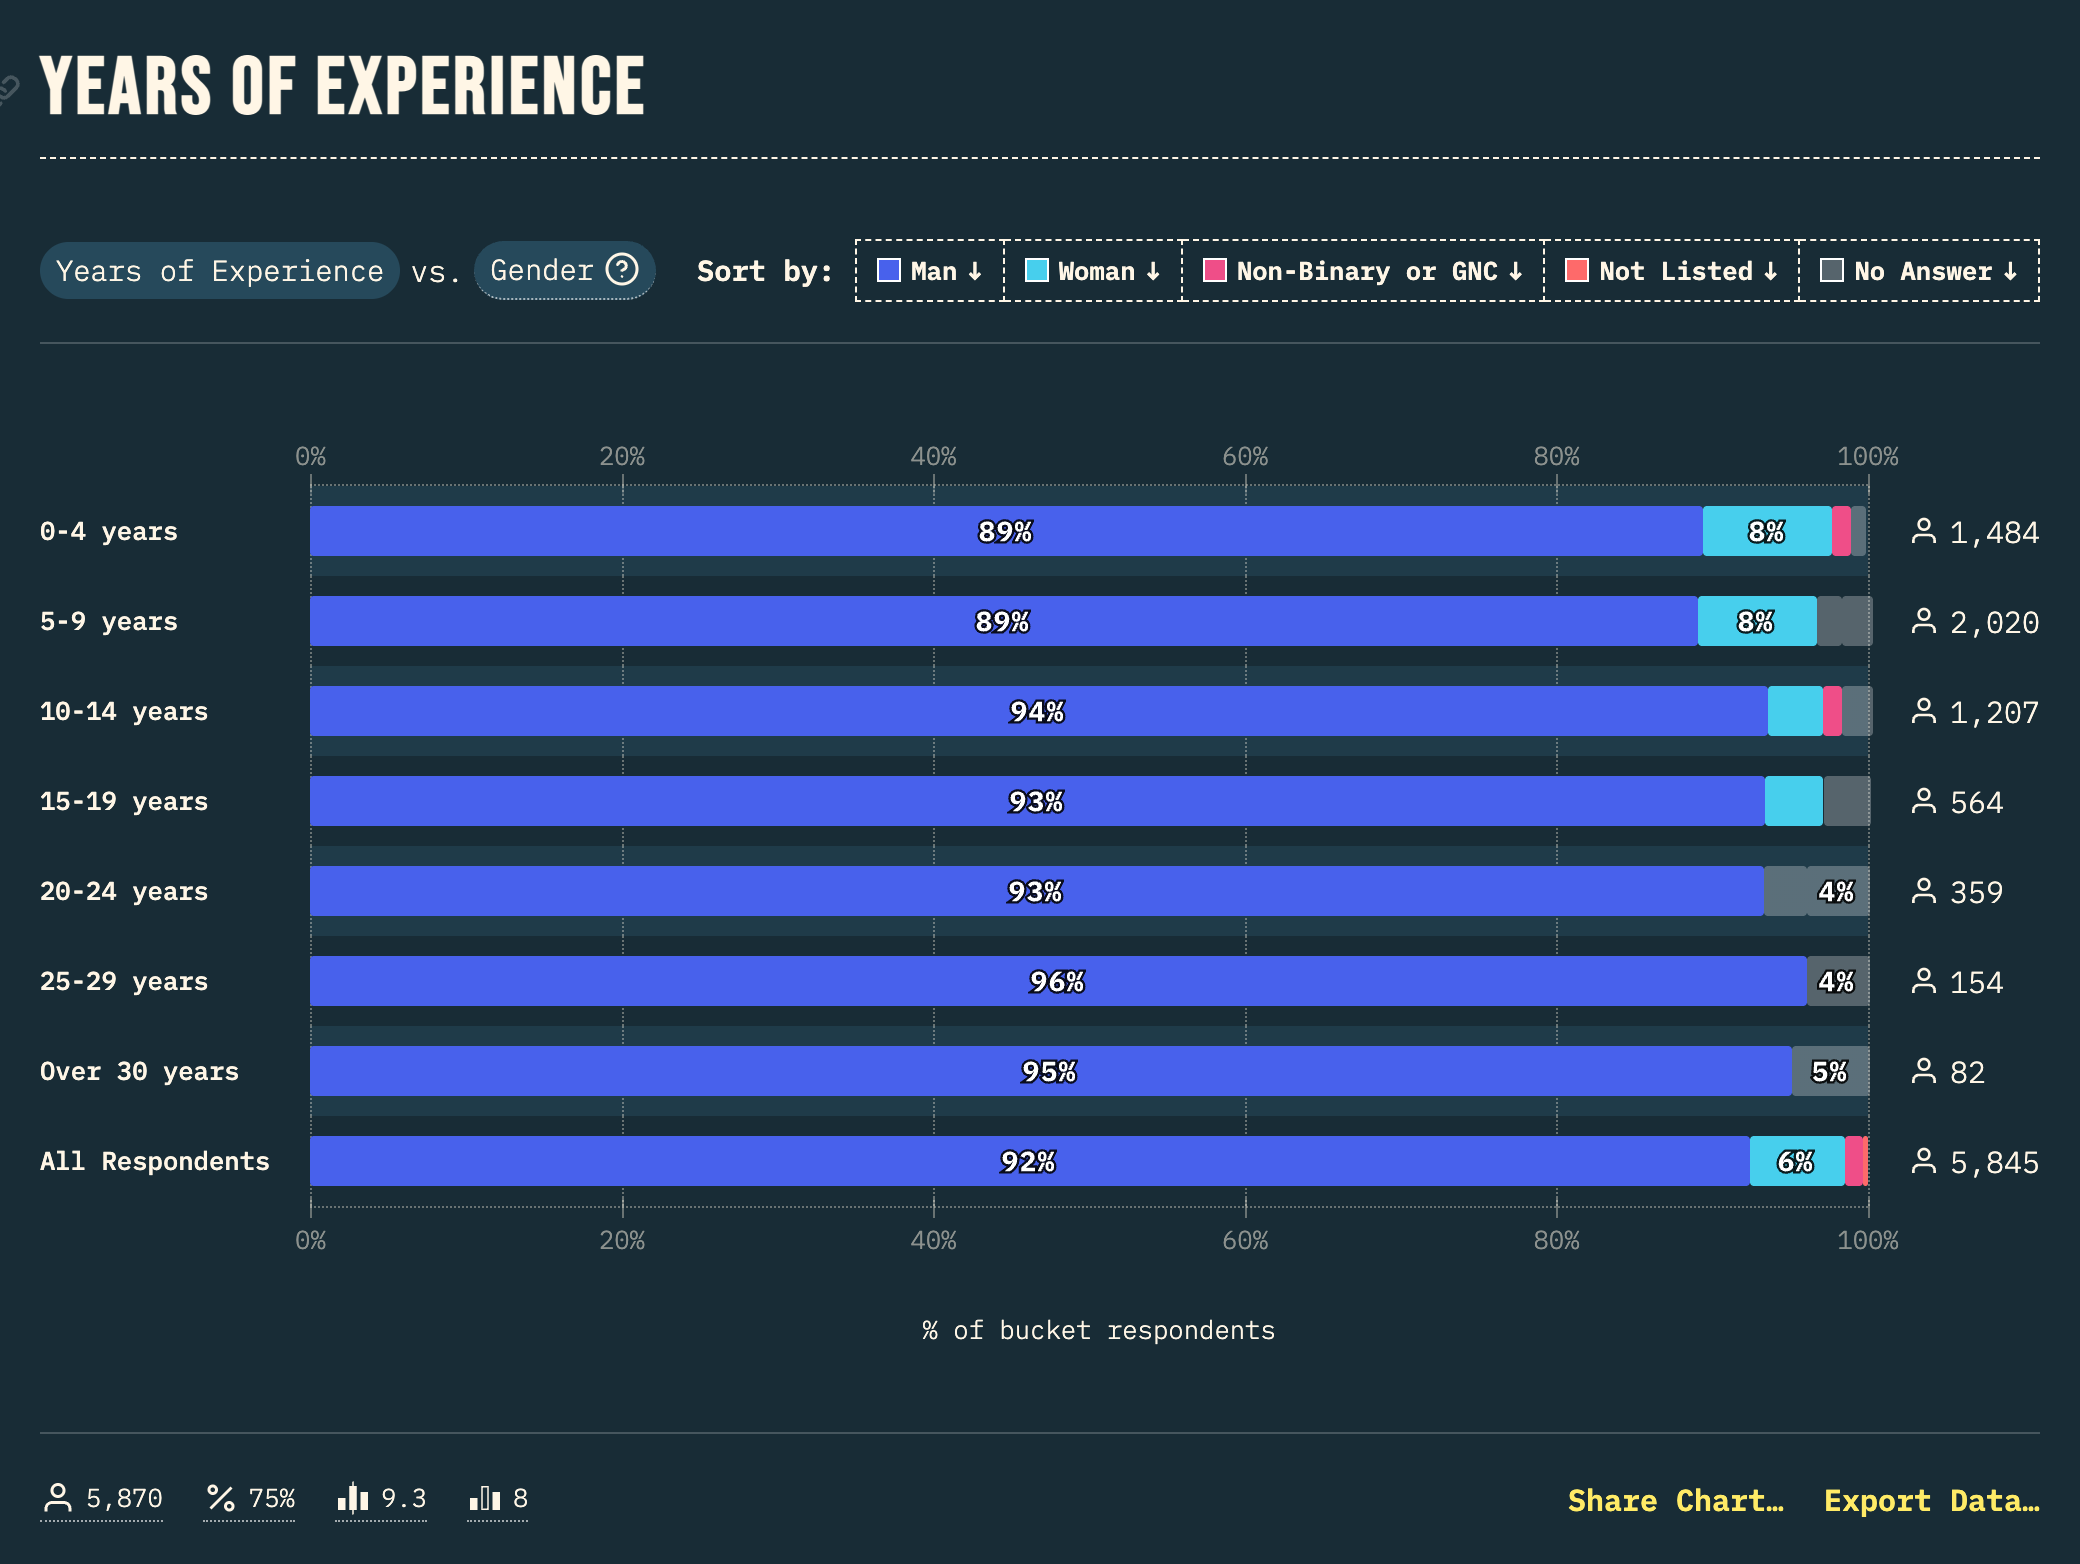 YEARS OF EXPERIENCE
Years of Experience vs. Gender ? Sort by: Man ↓ Woman ↓ Non-Binary or GNC ↓ Not Listed ↓ No Answer ↓
0% 20% 40% 60% 80% 100%
0-4 years 89% 8% 1,484
5-9 years 89% 8% 2,020
10-14 years 94% 1,207
15-19 years 93% 564
20-24 years 93% 4% 359
25-29 years 96% 4% 154
Over 30 years 95% 5% 82
All Respondents 92% 6% 5,845
0% 20% 40% 60% 80% 100%
% of bucket respondents
5,870 % 75% 9.3 8 Share Chart… Export Data…